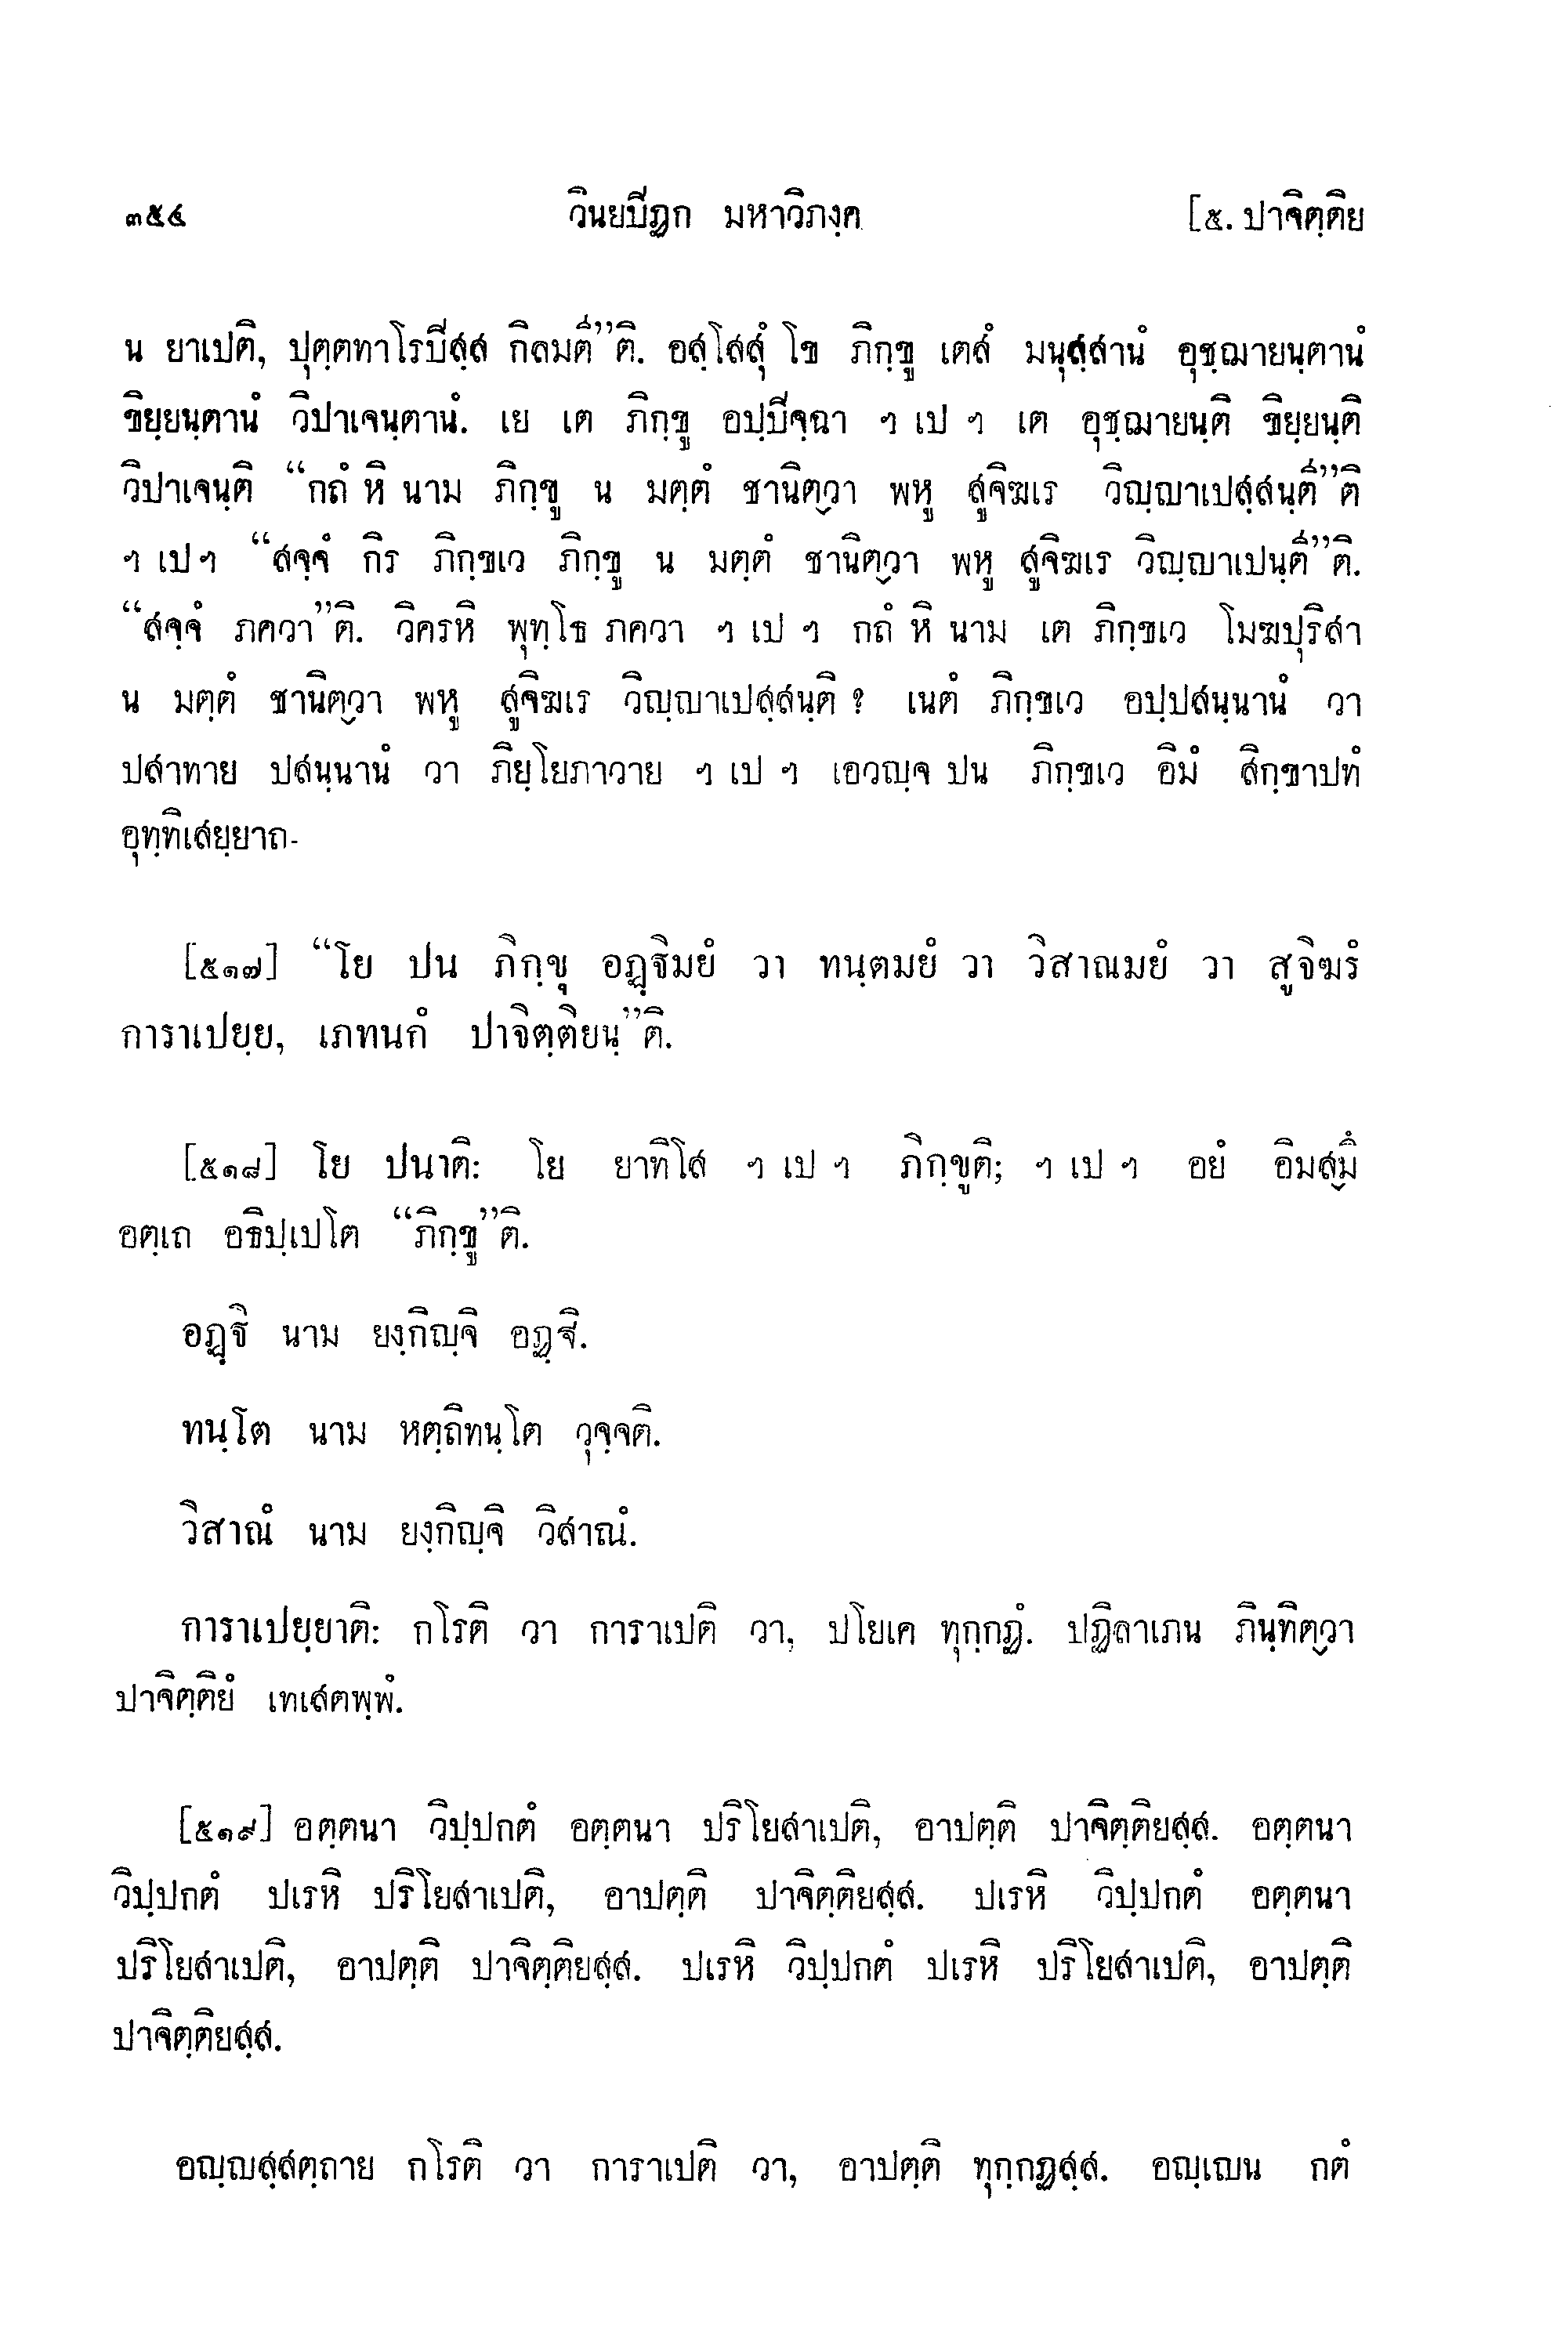 ๓๕๔ วินยปิฏก มหาวิภงฺค [๕. ปาจิตฺติย
น ยาเปติ, ปุตฺตทาโรปิสฺส กิลมตี”ติ. อสฺโสสุํ โข ภิกฺขู เตสํ มนุสฺสานํ อุชฺฌายนฺตานํ
ขิยฺยนฺตานํ วิปาเจนฺตานํ. เย เต ภิกฺขู อปฺปิจฺฉา ฯ เป ฯ เต อุชฺฌายนฺติ ขิยฺยนฺติ
วิปาเจนฺติ “กถํ หิ นาม ภิกฺขู น มตฺตํ ชานิตฺวา พหู สูจิฆเร วิญฺญาเปสฺสนฺตี”ติ
ฯ เป ฯ “สจฺจํ กิร ภิกฺขเว ภิกฺขู น มตฺตํ ชานิตฺวา พหู สูจิฆเร วิญฺญาเปนฺตี”ติ.
“สจฺจํ ภควา”ติ. วิครหิ พุทฺโธ ภควา ฯ เป ฯ กถํ หิ นาม เต ภิกฺขเว โมฆปุริสา
น มตฺตํ ชานิตฺวา พหู สูจิฆเร วิญฺญาเปสฺสนฺติ ? เนตํ ภิกฺขเว อปฺปสนฺนานํ วา
ปสาทาย ปสนฺนานํ วา ภิยฺโยภาวาย ฯ เป ฯ เอวญฺจ ปน ภิกฺขเว อิมํ สิกฺขาปทํ
อุทฺทิเสยฺยาถ-
[๕๑๗] “โย ปน ภิกฺขุ อฏฺฐิมยํ วา ทนฺตมยํ วา วิสาณมยํ วา สูจิฆรํ
การาเปยฺย, เภทนกํ ปาจิตฺติยนฺ”ติ.
[๕๑๘] โย ปนาติ: โย ยาทิโส ฯ เป ฯ ภิกฺขูติ; ฯ เป ฯ อยํ อิมสฺมึ
อตฺเถ อธิปฺเปโต “ภิกฺขู”ติ.
อฏฺฐิ นาม ยงฺกิญฺจิ อฏฺฐิ.
ทนฺโต นาม หตฺถิทนฺโต วุจฺจติ.
วิสาณํ นาม ยงฺกิญฺจิ วิสาณํ.
การาเปยฺยาติ: กโรติ วา การาเปติ วา, ปโยเค ทุกฺกฏํ. ปฏิลาเภน ภินฺทิตฺวา
ปาจิตฺติยํ เทเสตพฺพํ.
[๕๑๙] อตฺตนา วิปฺปกตํ อตฺตนา ปริโยสาเปติ, อาปตฺติ ปาจิตฺติยสฺส. อตฺตนา
วิปฺปกตํ ปเรหิ ปริโยสาเปติ, อาปตฺติ ปาจิตฺติยสฺส. ปเรหิ วิปฺปกตํ อตฺตนา
ปริโยสาเปติ, อาปตฺติ ปาจิตฺติยสฺส. ปเรหิ วิปฺปกตํ ปเรหิ ปริโยสาเปติ, อาปตฺติ
ปาจิตฺติยสฺส.
อญฺญสฺสตฺถาย กโรติ วา การาเปติ วา, อาปตฺติ ทุกฺกฏสฺส. อญฺเญน กตํ